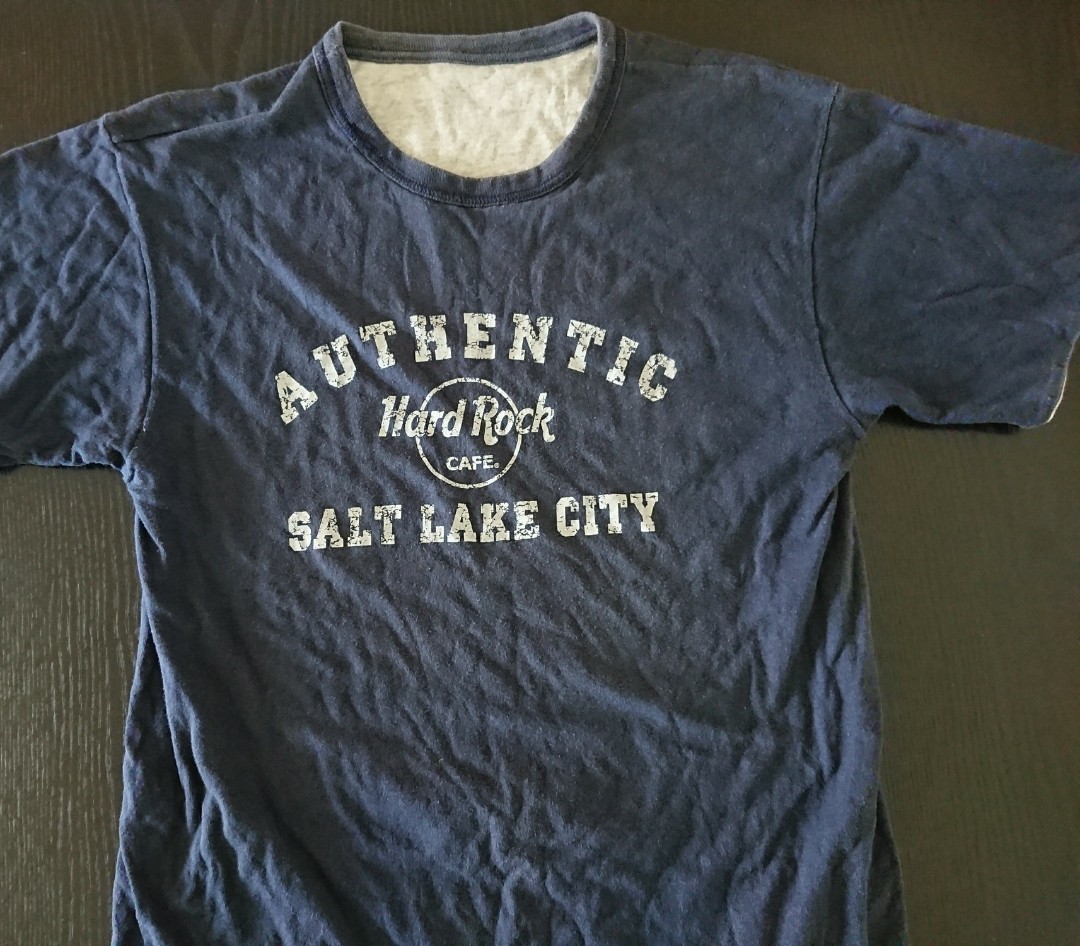 AUTHENTIC
Hard Rock
CAFE®
SALT LAKE CITY